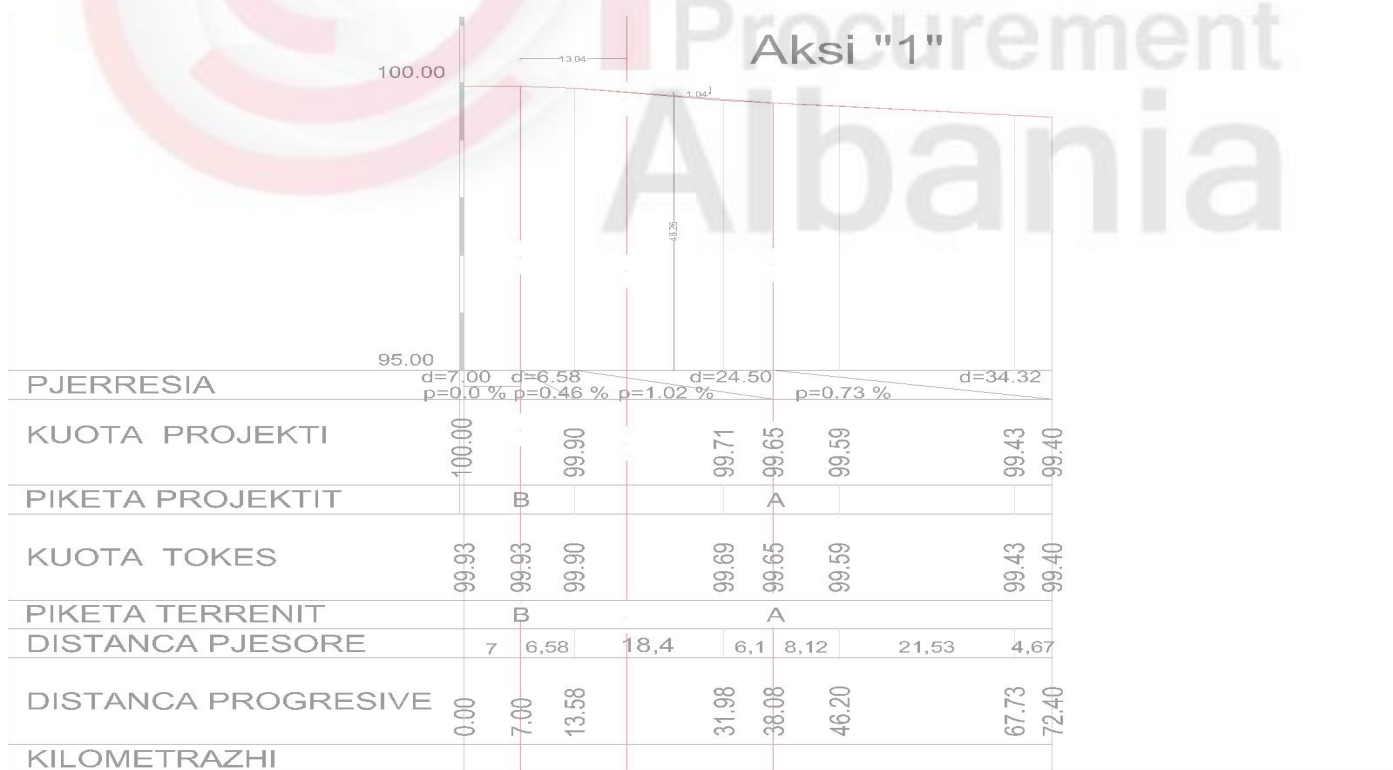 Procurement
Albania
Aksi "1"
13.04
100.00
1.04
48.26
95.00
PJERRESIA
d=7.00 d=6.58 d=24.50 d=34.32
p=0.0 % p=0.46 % p=1.02 % p=0.73 %
KUOTA PROJEKTI 100.00 99.90 99.71 99.65 99.59 99.43 99.40
PIKETA PROJEKTIT B A
KUOTA TOKES 99.93 99.93 99.90 99.69 99.65 99.59 99.43 99.40
PIKETA TERRENIT B A
DISTANCA PJESORE 7 6,58 18,4 6,1 8,12 21,53 4,67
DISTANCA PROGRESIVE 0.00 7.00 13.58 31.98 38.08 46.20 67.73 72.40
KILOMETRAZHI